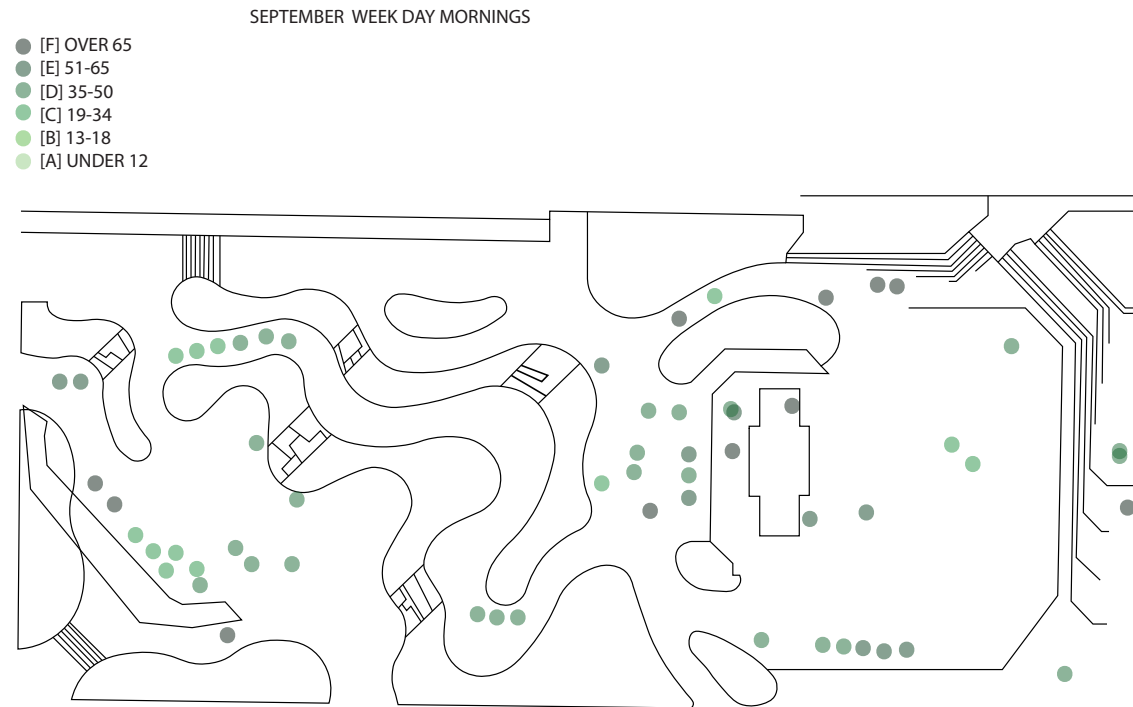 SEPTEMBER WEEK DAY MORNINGS
[F] OVER 65
[E] 51-65
[D] 35-50
[C] 19-34
[B] 13-18
[A] UNDER 12